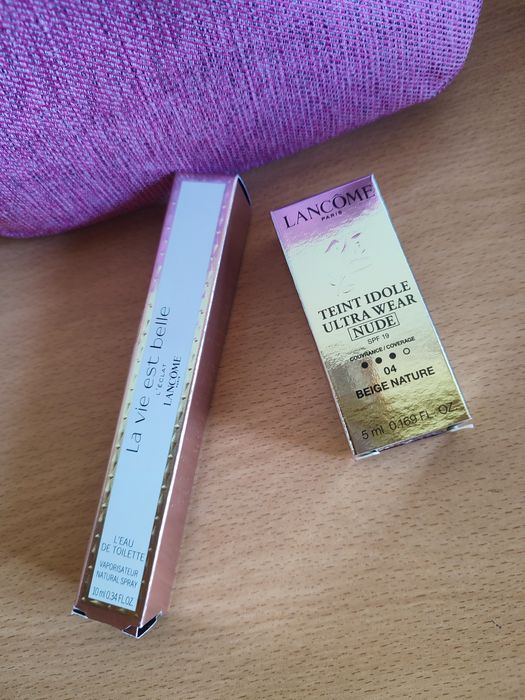 La vie est belle
L'ÉCLAT
LANCÔME
L'EAU
DE TOILETTE
VAPORISATEUR
NATURAL SPRAY
10 ml 0.34 FL.OZ.
LANCÔME
PARIS
TEINT IDOLE
ULTRA WEAR
NUDE
SPF 19
COUVRANCE / COVERAGE
04
BEIGE NATURE
5 ml 0.169 FL. OZ.